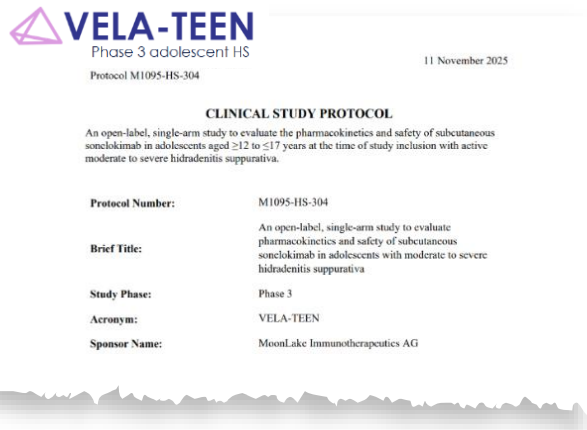 VELA-TEEN
Phase 3 adolescent HS
11 November 2025
Protocol M1095-HS-304
CLINICAL STUDY PROTOCOL
An open-label, single-arm study to evaluate the pharmacokinetics and safety of subcutaneous
sonelokimab in adolescents aged ≥12 to ≤17 years at the time of study inclusion with active
moderate to severe hidradenitis suppurativa.
Protocol Number: M1095-HS-304
Brief Title: An open-label, single-arm study to evaluate
pharmacokinetics and safety of subcutaneous
sonelokimab in adolescents with moderate to severe
hidradenitis suppurativa
Study Phase: Phase 3
Acronym: VELA-TEEN
Sponsor Name: MoonLake Immunotherapeutics AG